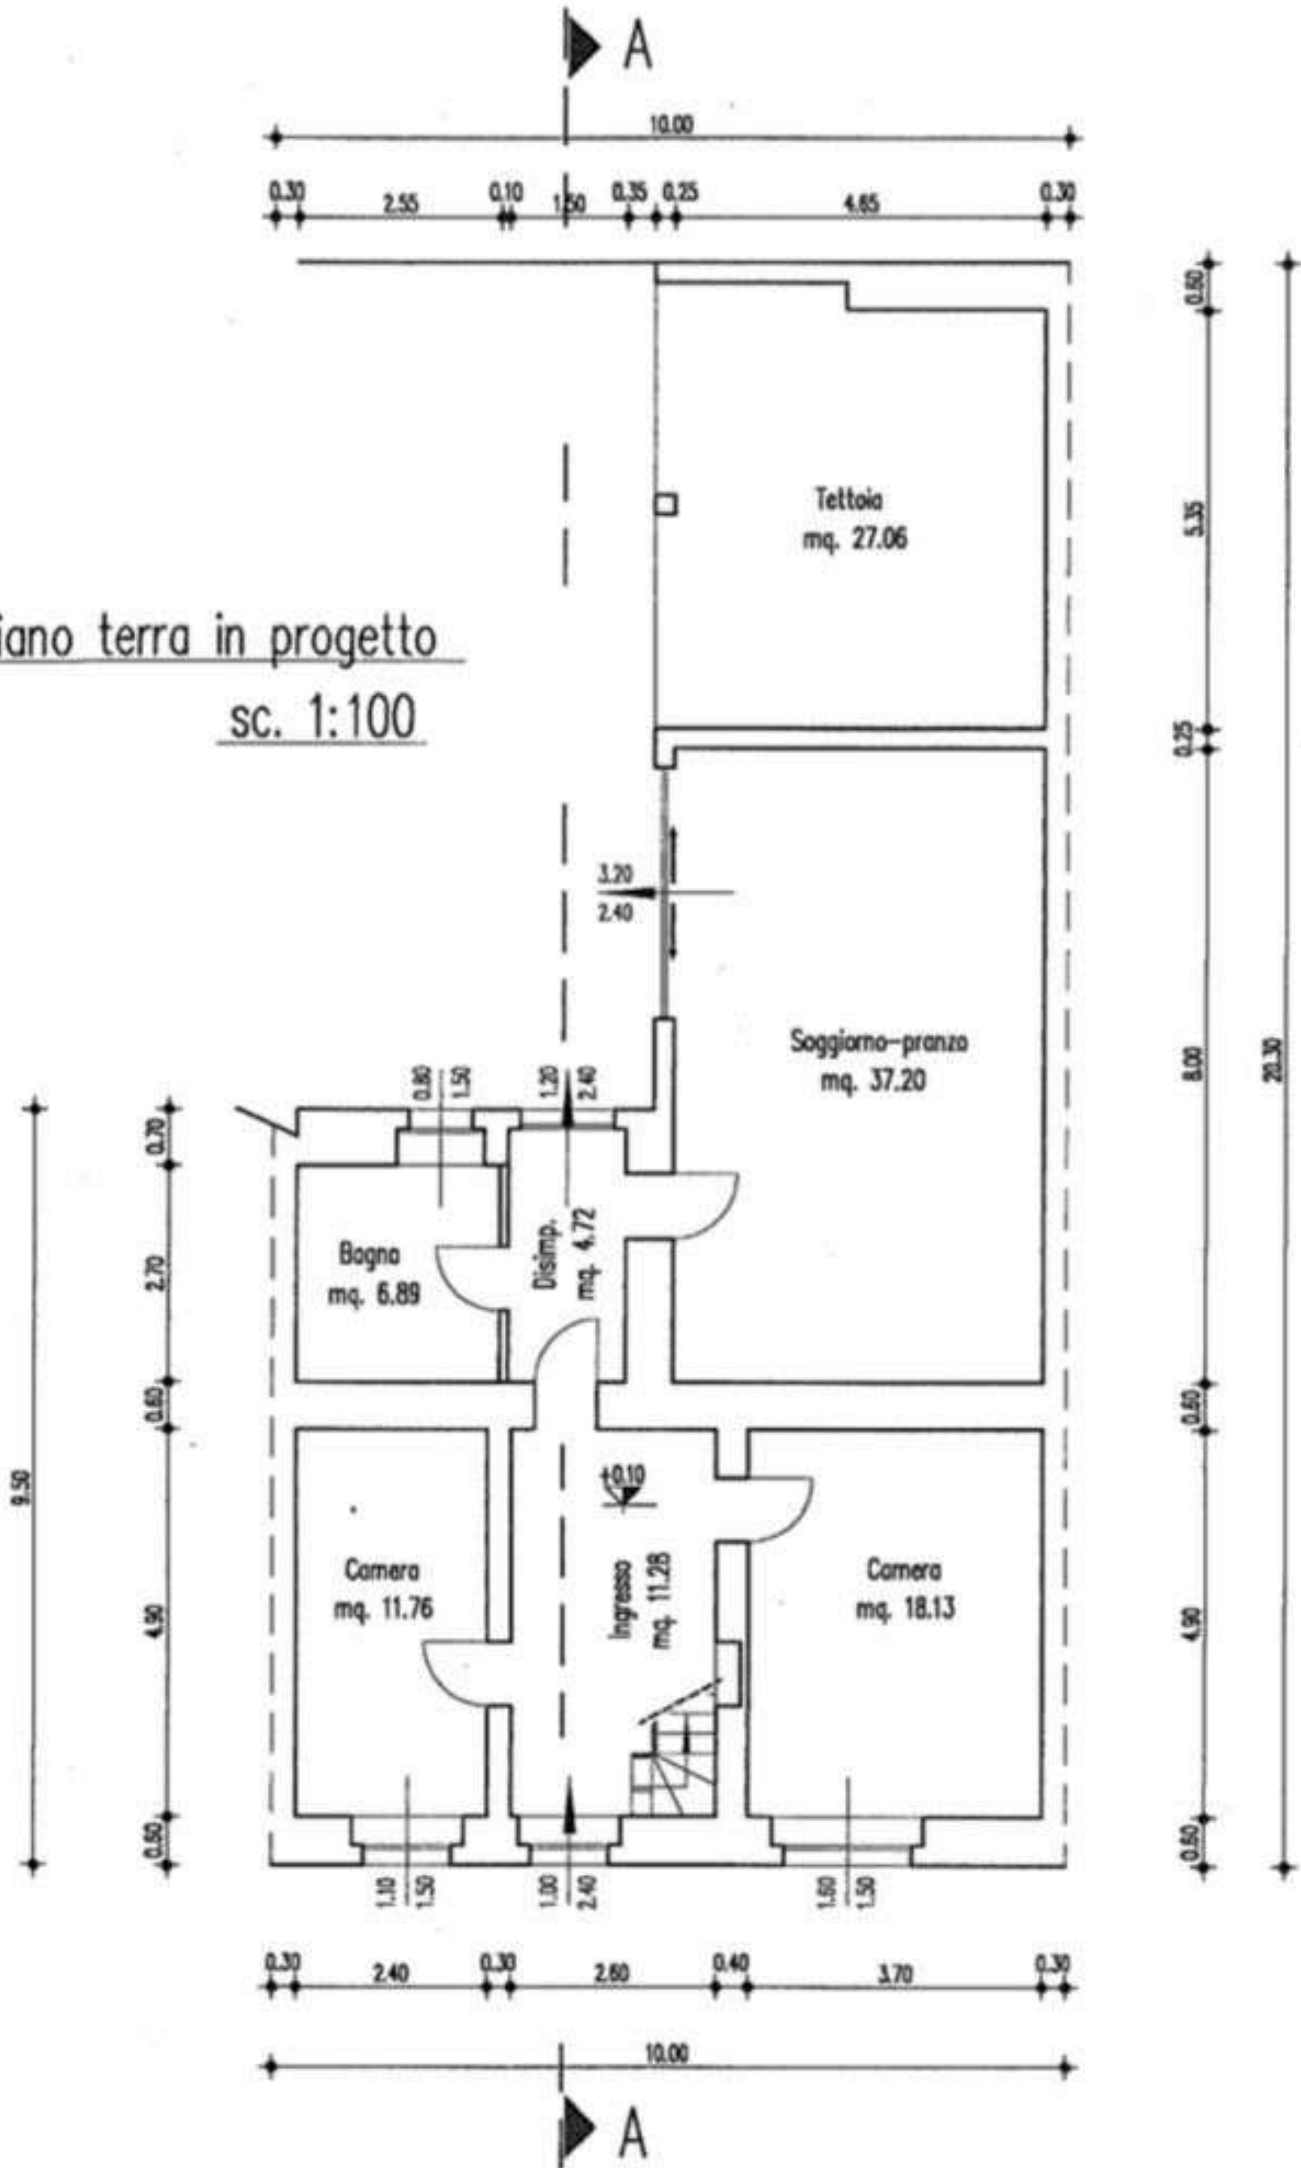 A
10.00
0.30 2.55 0.10 1.50 0.35 0.25 4.65 0.30
0.60
Tettoia
mq. 27.06
5.35
iano terra in progetto
sc. 1:100
0.25
3.20
2.40
Soggiorno-pranzo
mq. 37.20
8.00
20.30
0.80
1.50
1.20
2.40
0.70
Bagno
mq. 6.89
Disimp.
mq. 4.72
2.70
0.60
0.60
9.50
+0.10
Camera
mq. 11.76
Ingresso
mq. 11.28
Camera
mq. 18.13
4.90
4.90
0.60
0.60
1.10
1.50
1.00
2.40
1.60
1.50
0.30 2.40 0.30 2.60 0.40 3.70 0.30
10.00
A